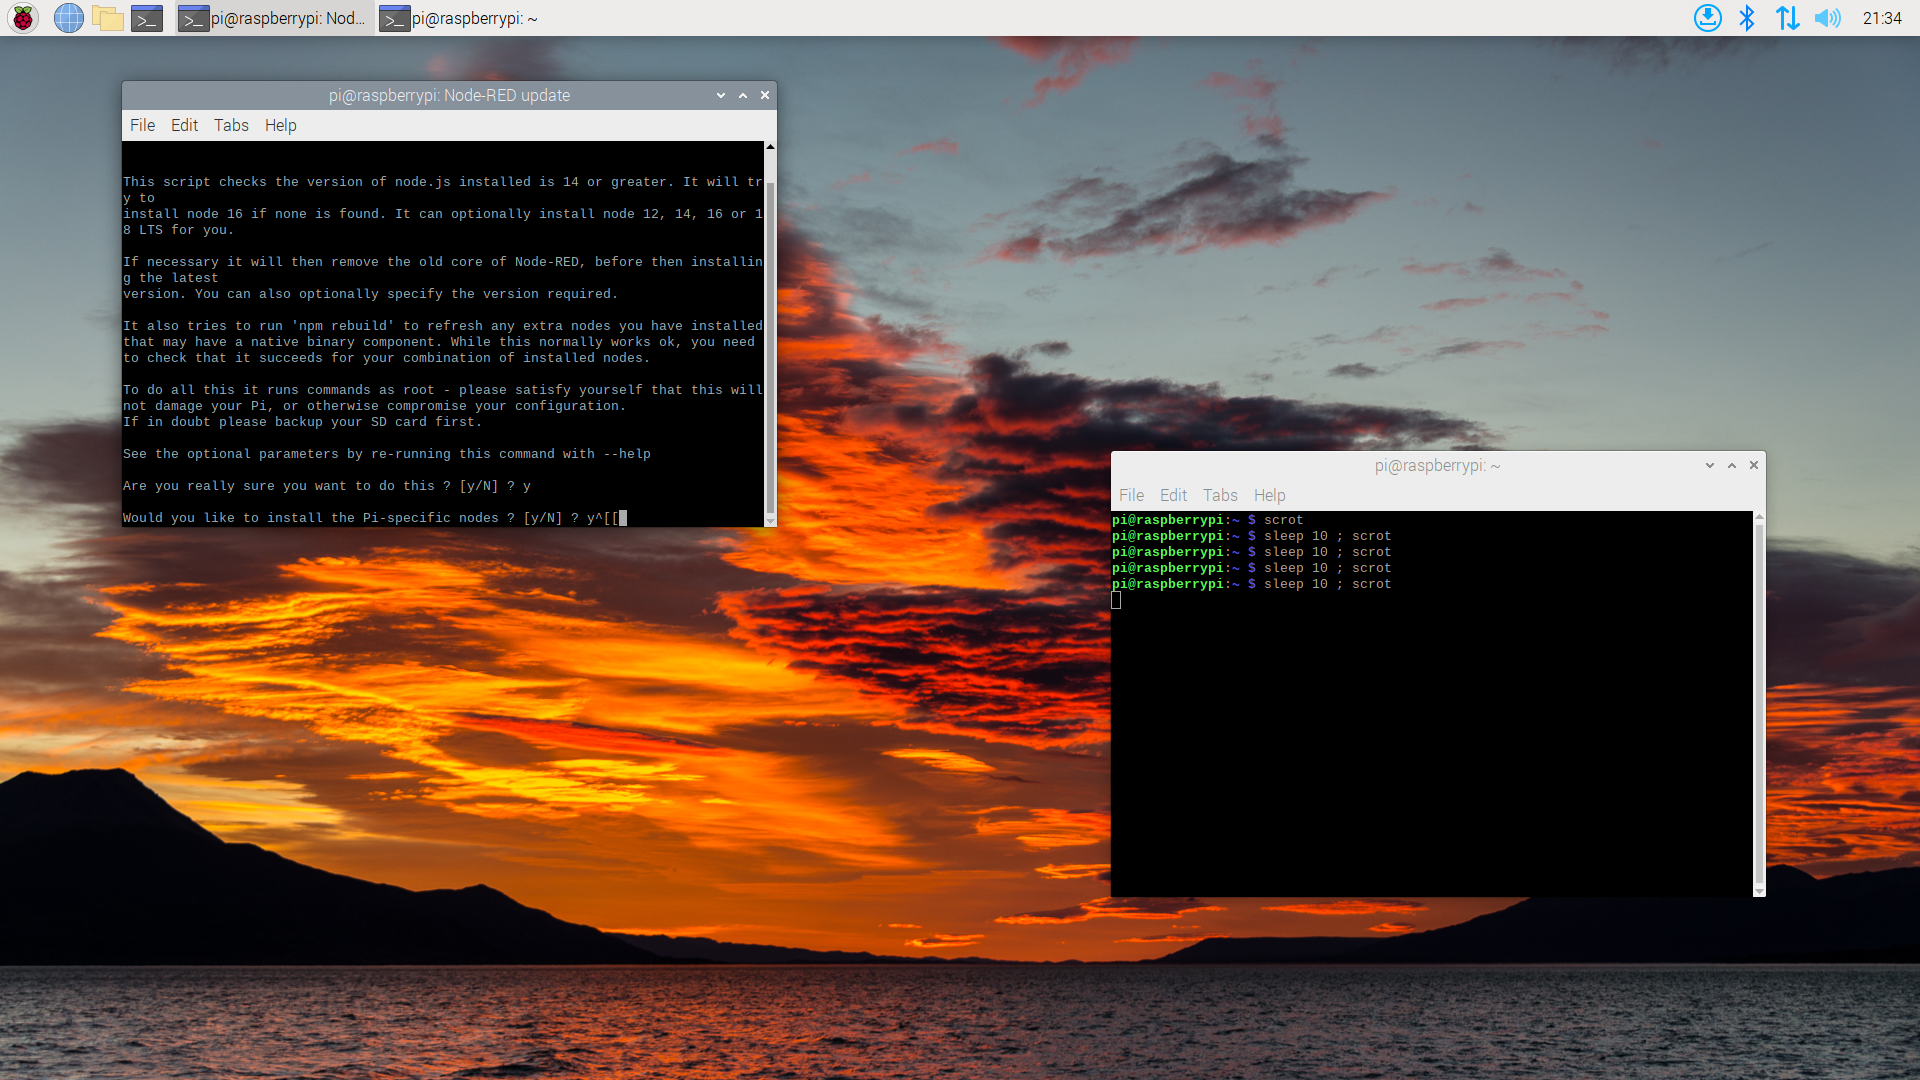 pi@raspberrypi: Nod...
pi@raspberrypi: ~
21:34
pi@raspberrypi: Node-RED update
File Edit Tabs Help
This script checks the version of node.js installed is 14 or greater. It will tr
y to
install node 16 if none is found. It can optionally install node 12, 14, 16 or 1
8 LTS for you.
If necessary it will then remove the old core of Node-RED, before then installin
g the latest
version. You can also optionally specify the version required.
It also tries to run 'npm rebuild' to refresh any extra nodes you have installed
that may have a native binary component. While this normally works ok, you need
to check that it succeeds for your combination of installed nodes.
To do all this it runs commands as root - please satisfy yourself that this will
not damage your Pi, or otherwise compromise your configuration.
If in doubt please backup your SD card first.
See the optional parameters by re-running this command with --help
Are you really sure you want to do this ? [y/N] ? y
Would you like to install the Pi-specific nodes ? [y/N] ? y^[[
pi@raspberrypi: ~
File Edit Tabs Help
pi@raspberrypi:~ $ scrot
pi@raspberrypi:~ $ sleep 10 ; scrot
pi@raspberrypi:~ $ sleep 10 ; scrot
pi@raspberrypi:~ $ sleep 10 ; scrot
pi@raspberrypi:~ $ sleep 10 ; scrot